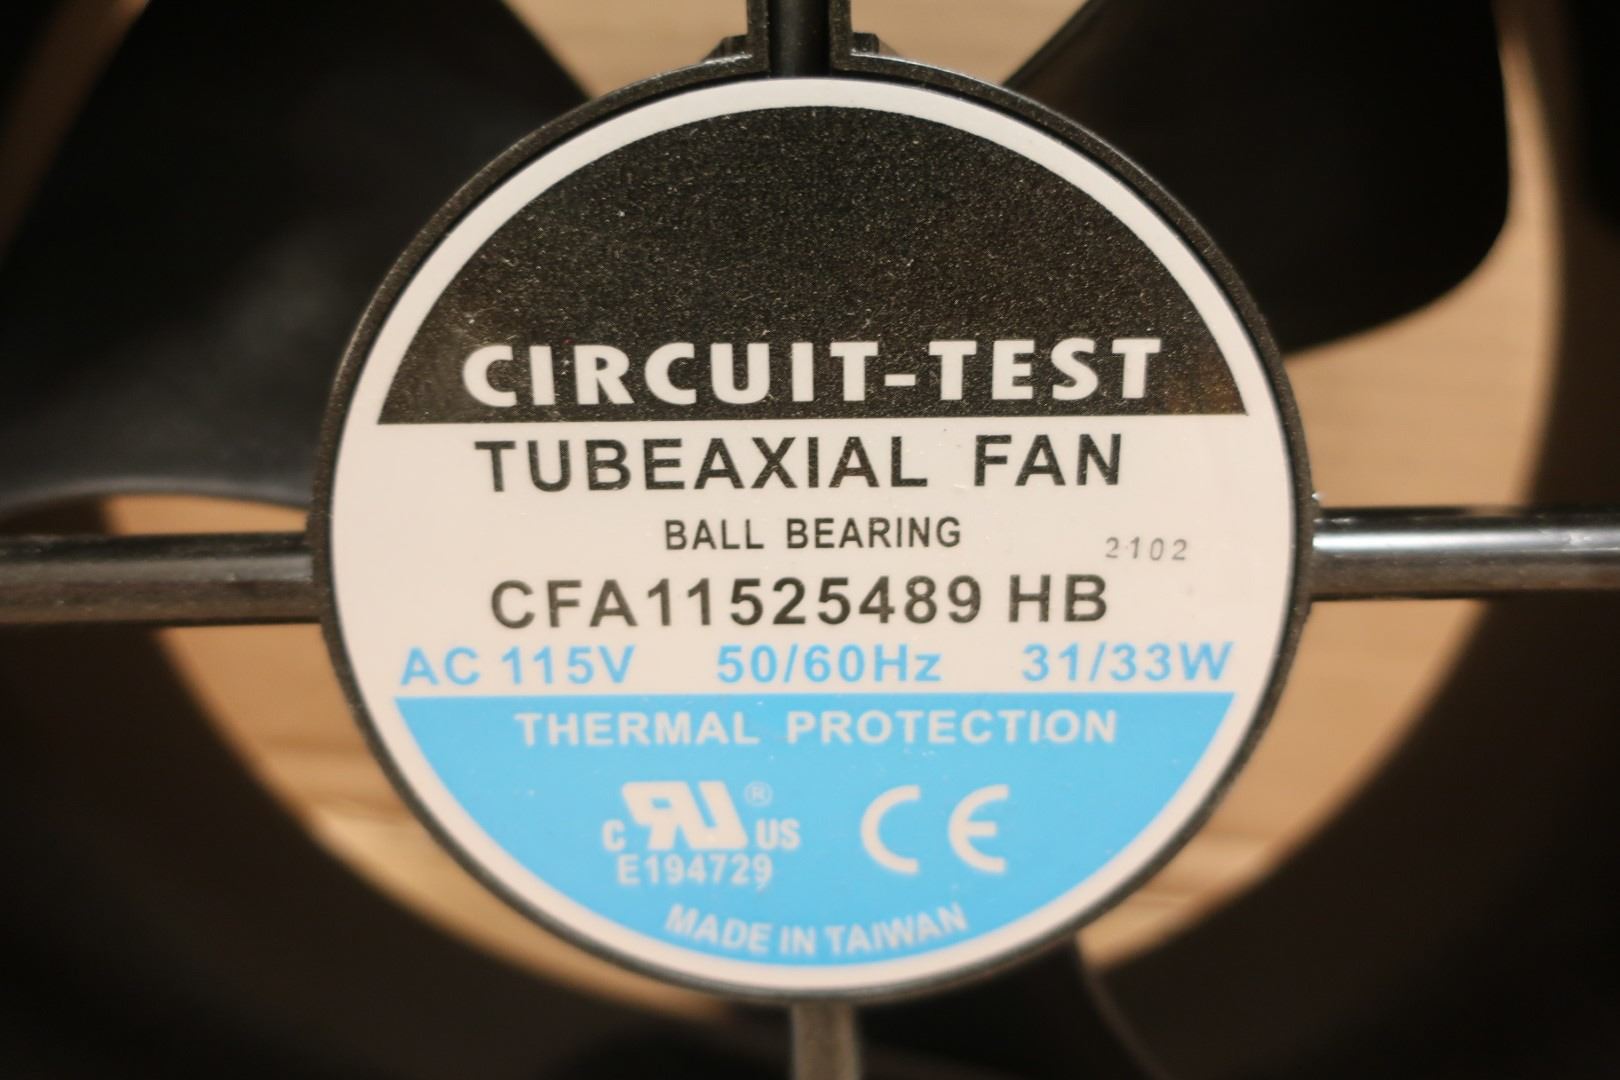 CIRCUIT-TEST
TUBEAXIAL FAN
BALL BEARING
2102
CFA11525489 HB
AC 115V 50/60Hz 31/33W
THERMAL PROTECTION
C RU® US CE
E194729
MADE IN TAIWAN